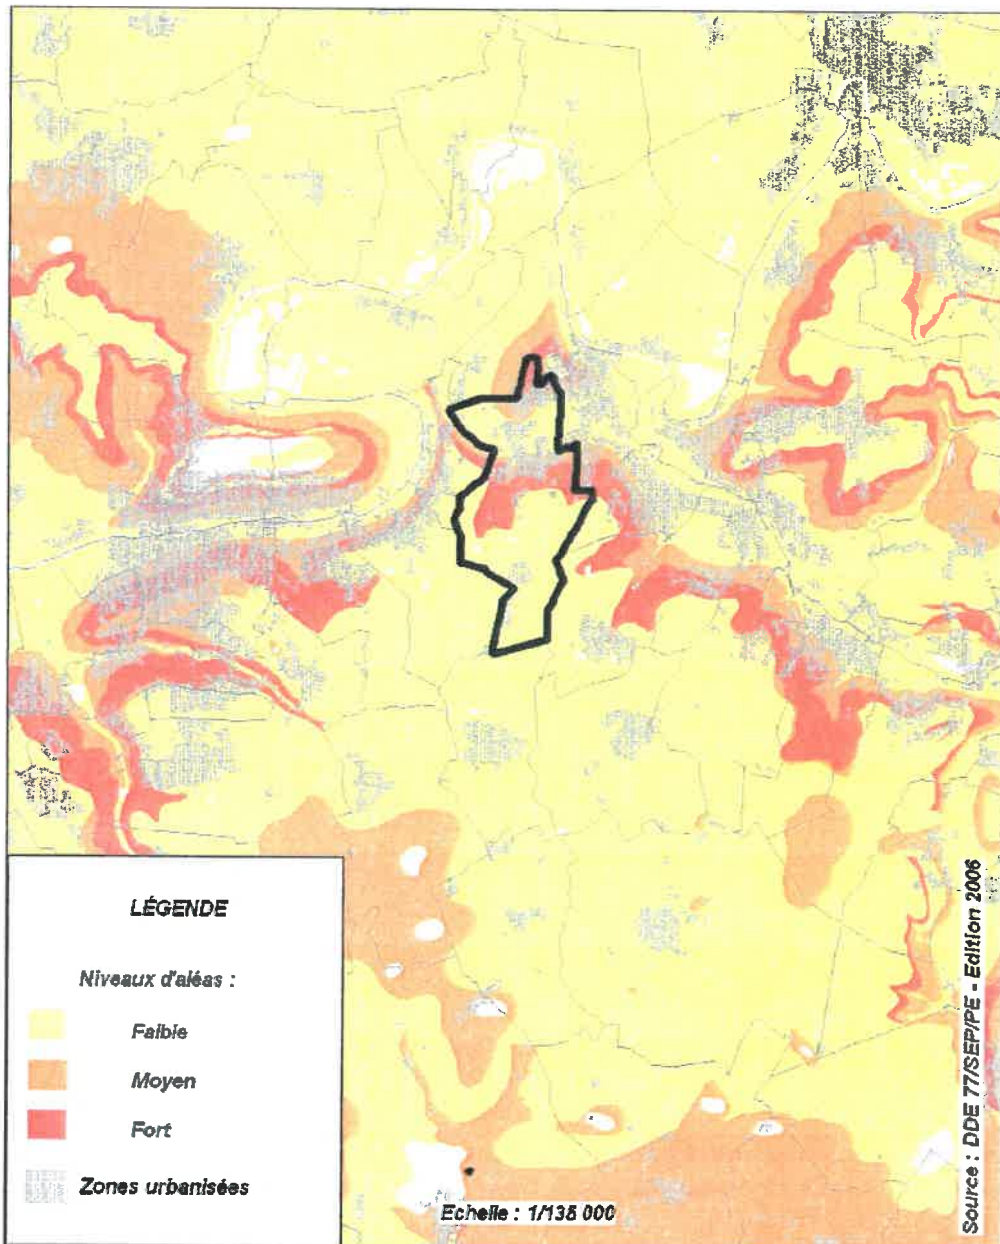 LÉGENDE
Niveaux d'aléas :
Faible
Moyen
Fort
Zones urbanisées
Echelle : 1/138 000
Source : DDE 77/SEP/PE - Edition 2006